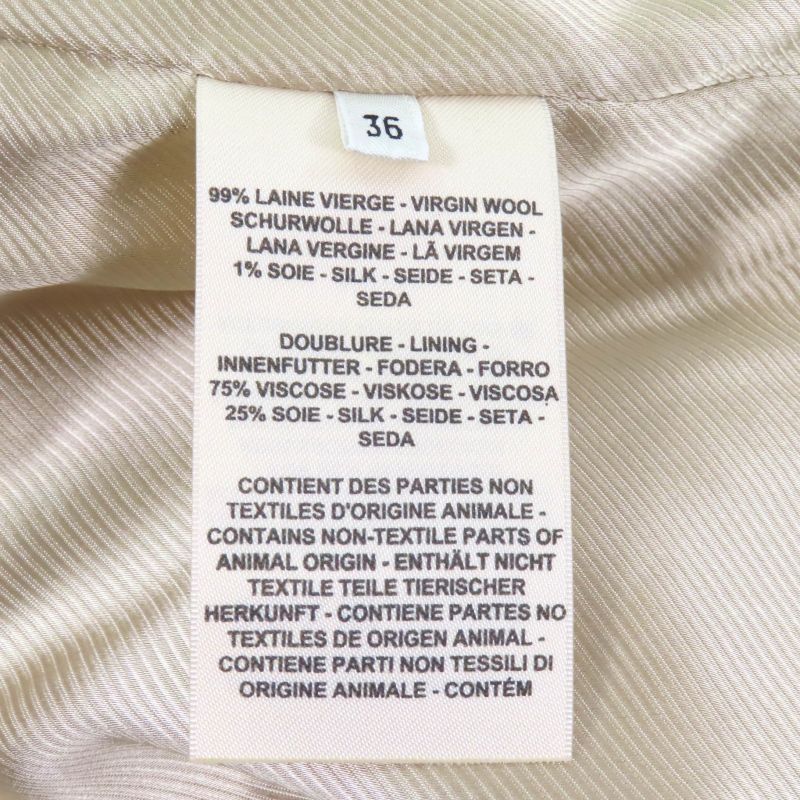 36
99% LAINE VIERGE - VIRGIN WOOL
SCHURWOLLE - LANA VIRGEN -
LANA VERGINE - LÃ VIRGEM
1% SOIE - SILK - SEIDE - SETA -
SEDA
DOUBLURE - LINING -
INNENFUTTER - FODERA - FORRO
75% VISCOSE - VISKOSE - VISCOSA
25% SOIE - SILK - SEIDE - SETA -
SEDA
CONTIENT DES PARTIES NON
TEXTILES D'ORIGINE ANIMALE -
CONTAINS NON-TEXTILE PARTS OF
ANIMAL ORIGIN - ENTHÄLT NICHT
TEXTILE TEILE TIERISCHER
HERKUNFT - CONTIENE PARTES NO
TEXTILES DE ORIGEN ANIMAL -
CONTIENE PARTI NON TESSILI DI
ORIGINE ANIMALE - CONTÉM